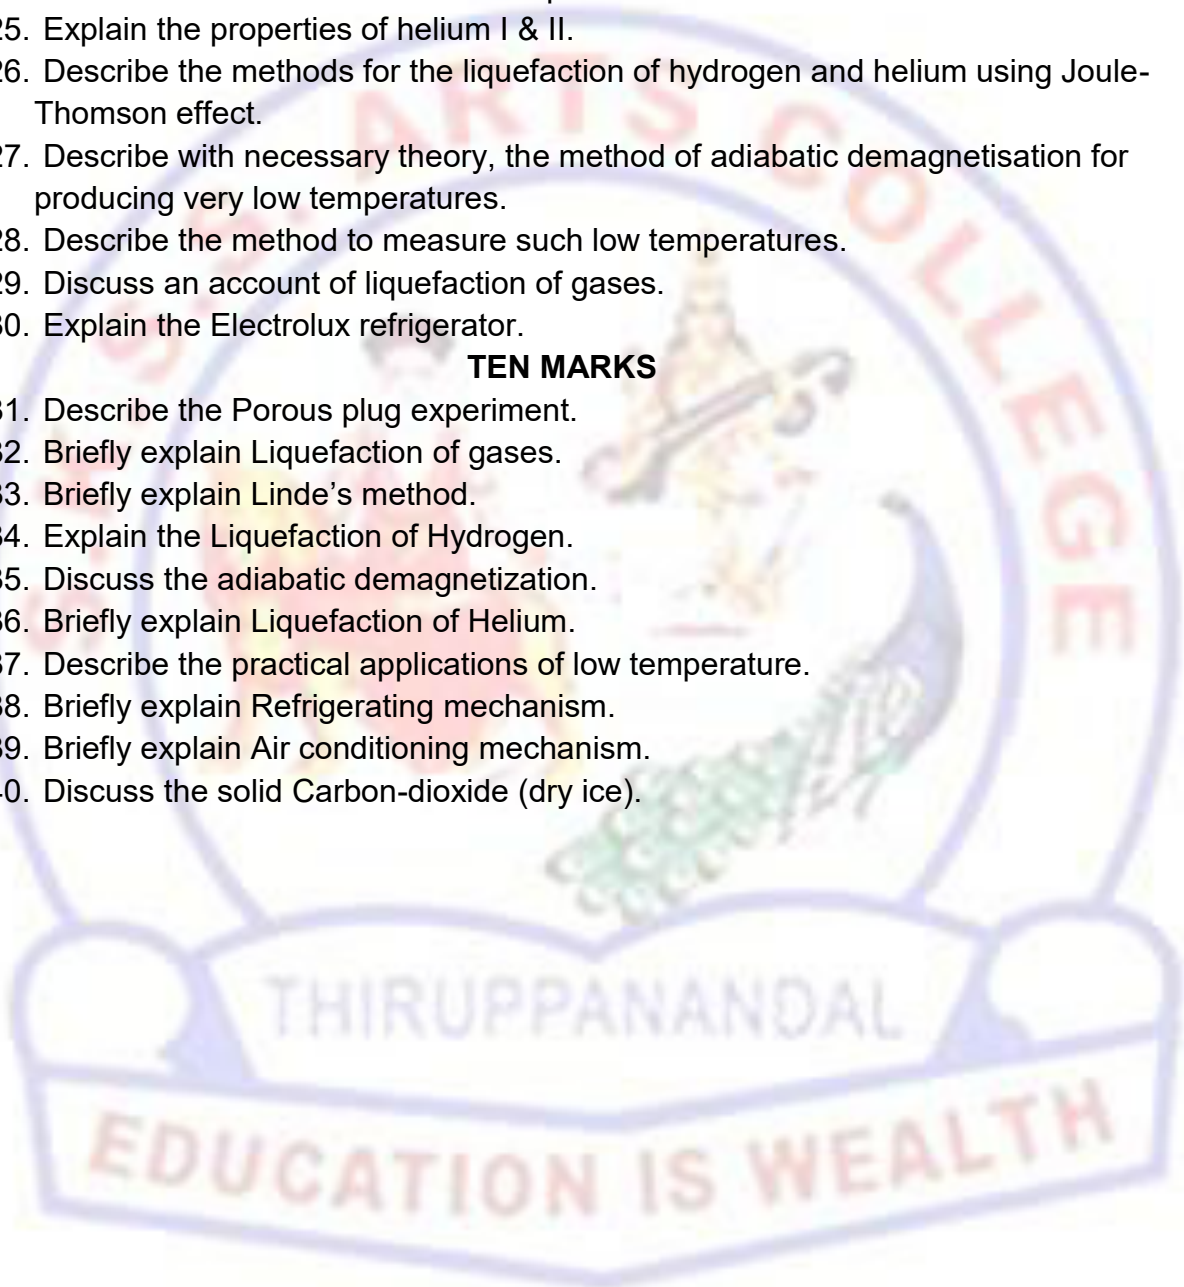 25. Explain the properties of helium I & II.
26. Describe the methods for the liquefaction of hydrogen and helium using Joule-
Thomson effect.
27. Describe with necessary theory, the method of adiabatic demagnetisation for
producing very low temperatures.
28. Describe the method to measure such low temperatures.
29. Discuss an account of liquefaction of gases.
30. Explain the Electrolux refrigerator.
TEN MARKS
31. Describe the Porous plug experiment.
32. Briefly explain Liquefaction of gases.
33. Briefly explain Linde’s method.
34. Explain the Liquefaction of Hydrogen.
35. Discuss the adiabatic demagnetization.
36. Briefly explain Liquefaction of Helium.
37. Describe the practical applications of low temperature.
38. Briefly explain Refrigerating mechanism.
39. Briefly explain Air conditioning mechanism.
40. Discuss the solid Carbon-dioxide (dry ice).
S.S. ARTS COLLEGE
THIRUPPANANDAL
EDUCATION IS WEALTH